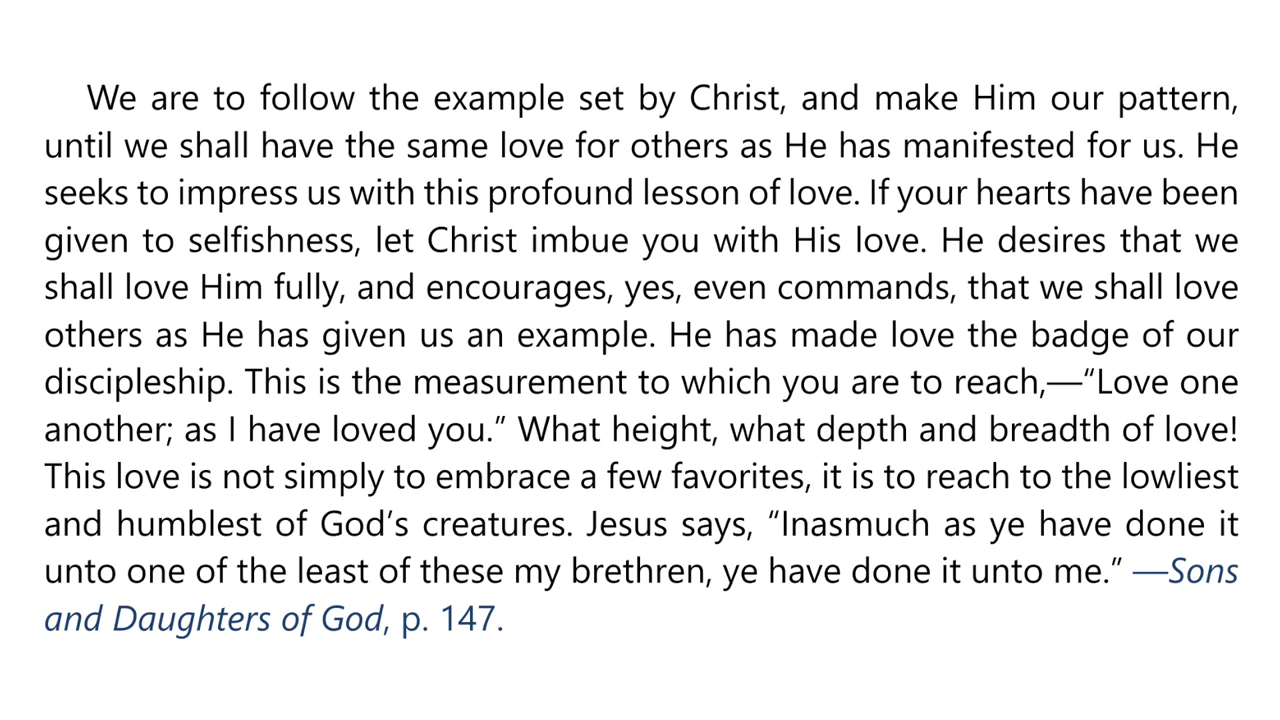 We are to follow the example set by Christ, and make Him our pattern,
until we shall have the same love for others as He has manifested for us. He
seeks to impress us with this profound lesson of love. If your hearts have been
given to selfishness, let Christ imbue you with His love. He desires that we
shall love Him fully, and encourages, yes, even commands, that we shall love
others as He has given us an example. He has made love the badge of our
discipleship. This is the measurement to which you are to reach,—“Love one
another; as I have loved you.” What height, what depth and breadth of love!
This love is not simply to embrace a few favorites, it is to reach to the lowliest
and humblest of God’s creatures. Jesus says, “Inasmuch as ye have done it
unto one of the least of these my brethren, ye have done it unto me.” —Sons
and Daughters of God, p. 147.